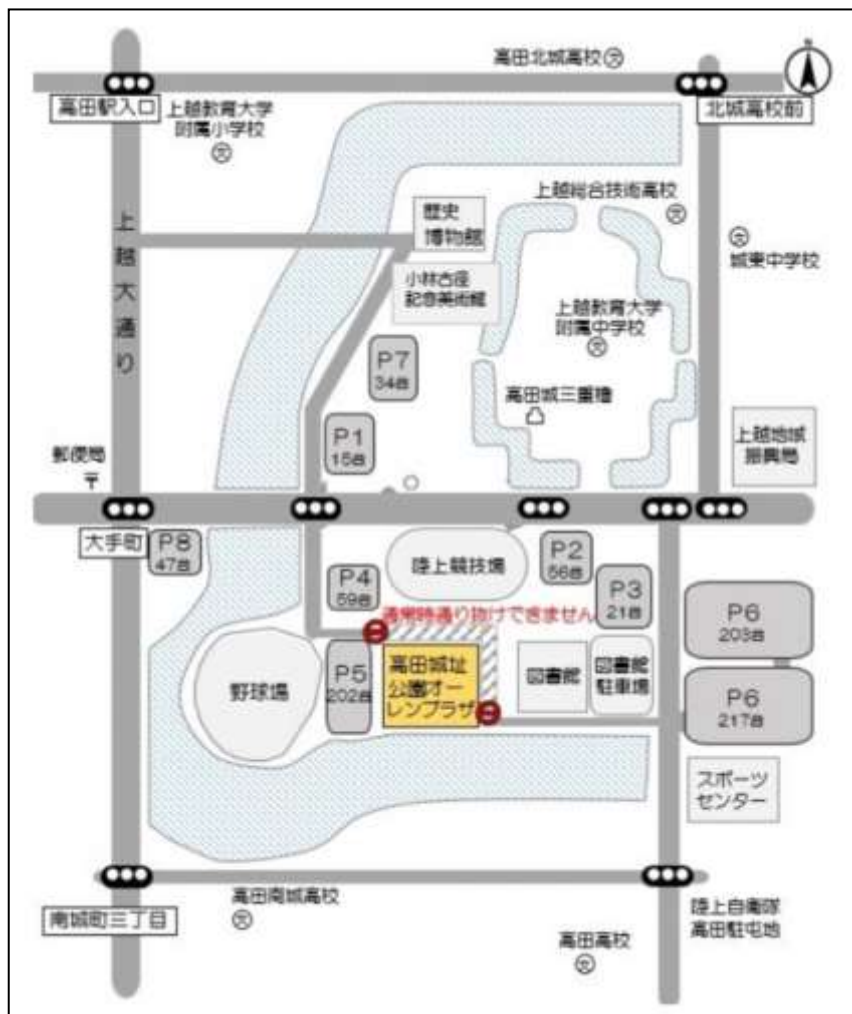 高田北城高校
文
N
高田駅入口
上越教育大学
附属小学校
文
北城高校前
歴史
博物館
上越総合技術高校
文
文
城東中学校
上越大通り
小林古径
記念美術館
上越教育大学
附属中学校
文
P7
34台
高田城三重櫓
P1
15台
郵便局
〒
上越地域
振興局
大手町
P8
47台
陸上競技場
P2
56台
P4
59台
P3
21台
通常時通り抜けできません
P6
203台
野球場
P5
202台
高田城址
公園オー
レンプラザ
図書館
図書館
駐車場
P6
217台
スポーツ
センター
高田南城高校
文
南城町三丁目
陸上自衛隊
高田駐屯地
高田高校
文